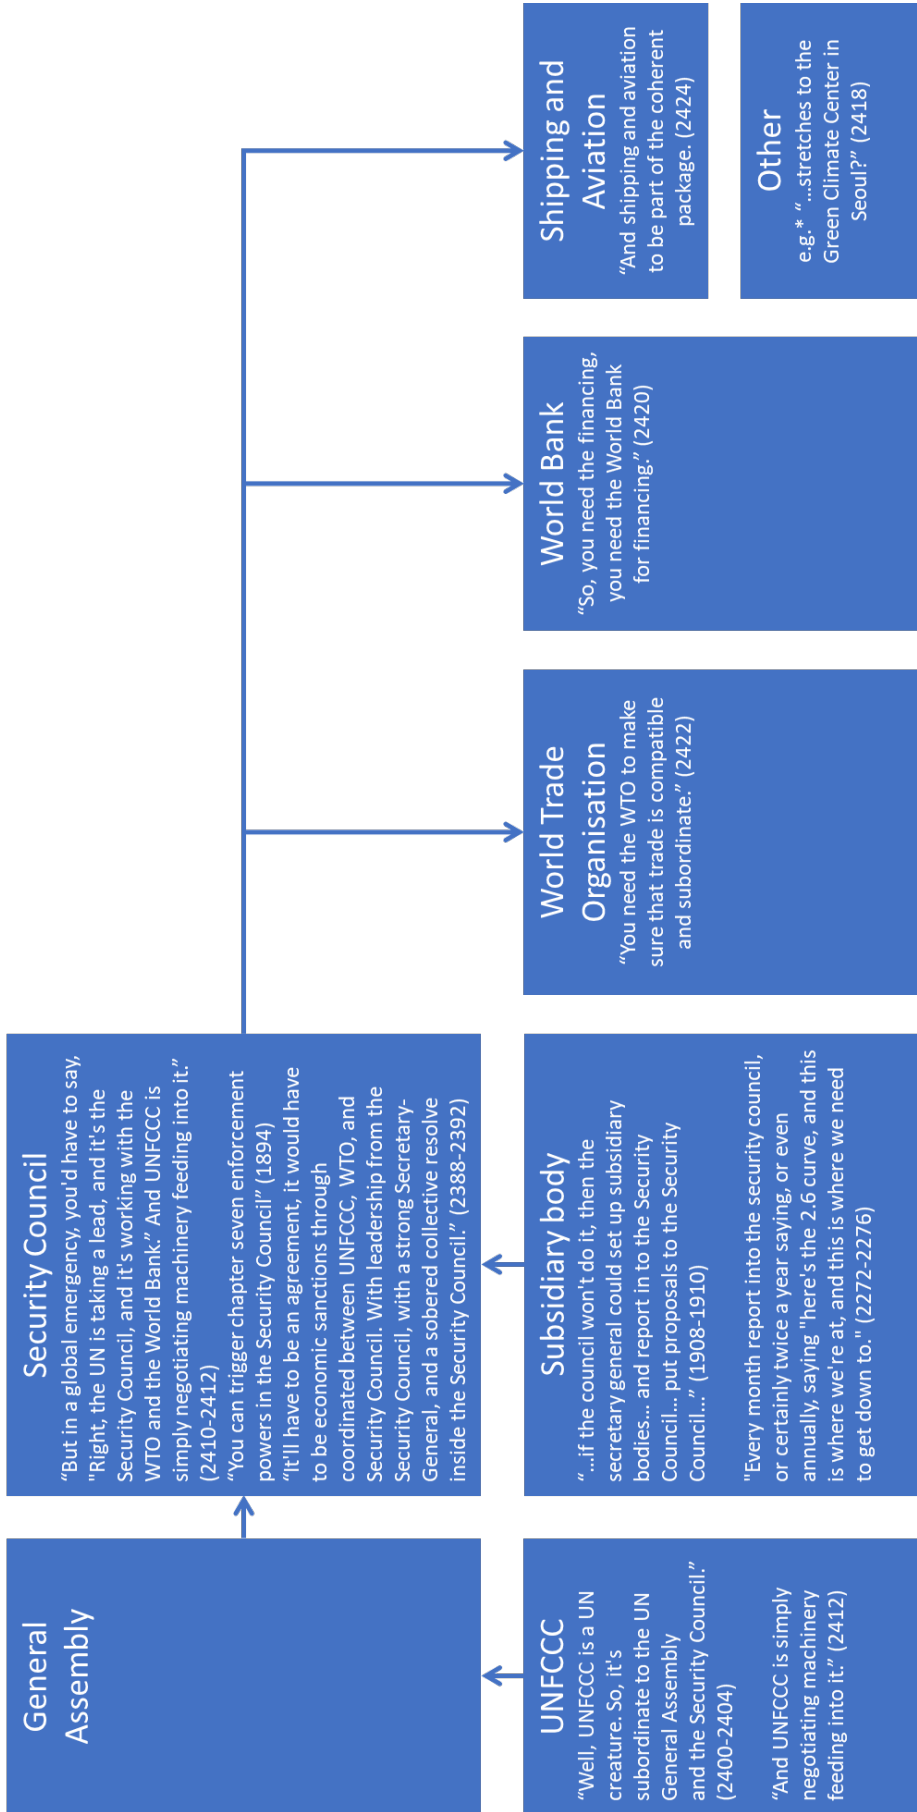 General
Assembly
Security Council
“But in a global emergency, you'd have to say,
"Right, the UN is taking a lead, and it's the
Security Council, and it's working with the
WTO and the World Bank." And UNFCCC is
simply negotiating machinery feeding into it.”
(2410-2412)
“You can trigger chapter seven enforcement
powers in the Security Council” (1894)
“It'll have to be an agreement, it would have
to be economic sanctions through
coordinated between UNFCCC, WTO, and
Security Council. With leadership from the
Security Council, with a strong Secretary-
General, and a sobered collective resolve
inside the Security Council.” (2388-2392)
UNFCCC
“Well, UNFCCC is a UN
creature. So, it's
subordinate to the UN
General Assembly
and the Security Council.”
(2400-2404)
“And UNFCCC is simply
negotiating machinery
feeding into it.” (2412)
Subsidiary body
“...if the council won't do it, then the
secretary general could set up subsidiary
bodies... and report in to the Security
Council... put proposals to the Security
Council...” (1908-1910)
"Every month report into the security council,
or certainly twice a year saying, or even
annually, saying "here's the 2.6 curve, and this
is where we're at, and this is where we need
to get down to." (2272-2276)
World Trade
Organisation
“You need the WTO to make
sure that trade is compatible
and subordinate.” (2422)
World Bank
“So, you need the financing,
you need the World Bank
for financing.” (2420)
Shipping and
Aviation
“And shipping and aviation
to be part of the coherent
package. (2424)
Other
e.g.* “...stretches to the
Green Climate Center in
Seoul?” (2418)